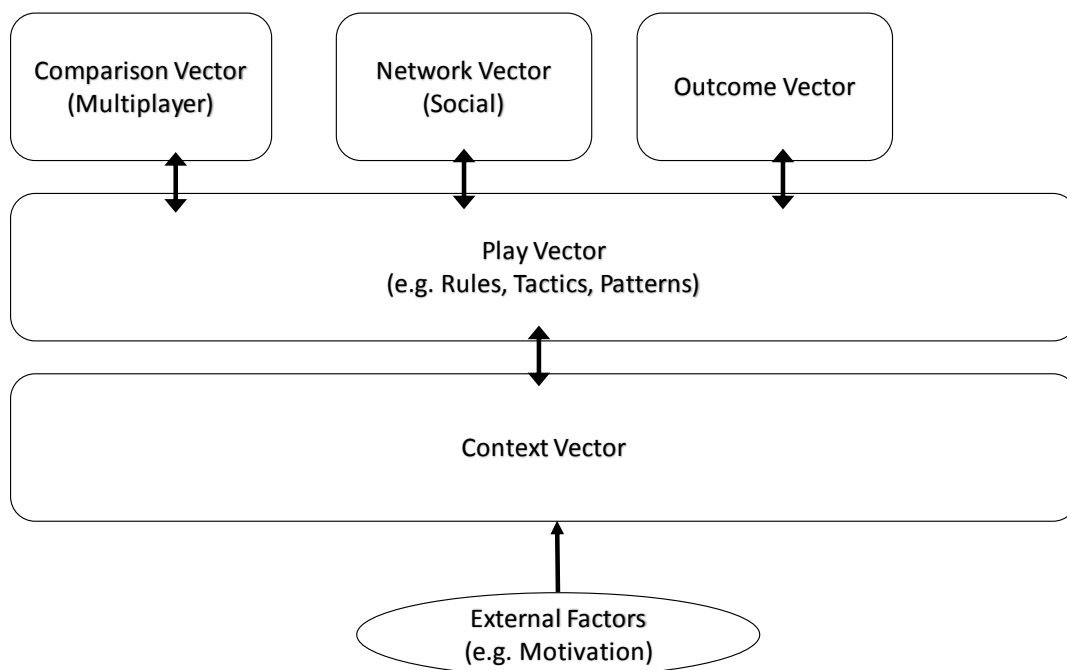 Comparison Vector
(Multiplayer)
Network Vector
(Social)
Outcome Vector
Play Vector
(e.g. Rules, Tactics, Patterns)
Context Vector
External Factors
(e.g. Motivation)